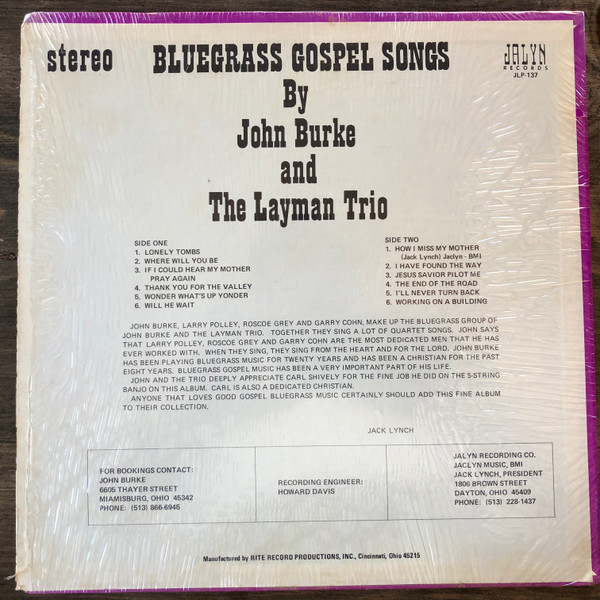 stereo
BLUEGRASS GOSPEL SONGS
JALYN
RECORDS
JLP-137
By
John Burke
and
The Layman Trio
SIDE ONE
1. LONELY TOMBS
2. WHERE WILL YOU BE
3. IF I COULD HEAR MY MOTHER
PRAY AGAIN
4. THANK YOU FOR THE VALLEY
5. WONDER WHAT'S UP YONDER
6. WILL HE WAIT
SIDE TWO
1. HOW I MISS MY MOTHER
(Jack Lynch) Jaclyn - BMI
2. I HAVE FOUND THE WAY
3. JESUS SAVIOR PILOT ME
4. THE END OF THE ROAD
5. I'LL NEVER TURN BACK
6. WORKING ON A BUILDING
JOHN BURKE, LARRY POLLEY, ROSCOE GREY AND GARRY COHN, MAKE UP THE BLUEGRASS GROUP OF
JOHN BURKE AND THE LAYMAN TRIO. TOGETHER THEY SING A LOT OF QUARTET SONGS. JOHN SAYS
THAT LARRY POLLEY, ROSCOE GREY AND GARRY COHN ARE THE MOST DEDICATED MEN THAT HE HAS
EVER WORKED WITH. WHEN THEY SING, THEY SING FROM THE HEART AND FOR THE LORD. JOHN BURKE
HAS BEEN PLAYING BLUEGRASS MUSIC FOR TWENTY YEARS AND HAS BEEN A CHRISTIAN FOR THE PAST
EIGHT YEARS. BLUEGRASS GOSPEL MUSIC HAS BEEN A VERY IMPORTANT PART OF HIS LIFE.
JOHN AND THE TRIO DEEPLY APPRECIATE CARL SHIVELY FOR THE FINE JOB HE DID ON THE 5-STRING
BANJO ON THIS ALBUM. CARL IS ALSO A DEDICATED CHRISTIAN.
ANYONE THAT LOVES GOOD GOSPEL BLUEGRASS MUSIC CERTAINLY SHOULD ADD THIS FINE ALBUM
TO THEIR COLLECTION.
JACK LYNCH
FOR BOOKINGS CONTACT:
JOHN BURKE
6605 THAYER STREET
MIAMISBURG, OHIO 45342
PHONE: (513) 866-6945
RECORDING ENGINEER:
HOWARD DAVIS
JALYN RECORDING CO.
JACLYN MUSIC, BMI
JACK LYNCH, PRESIDENT
1806 BROWN STREET
DAYTON, OHIO 45409
PHONE: (513) 228-1437
Manufactured by RITE RECORD PRODUCTIONS, INC., Cincinnati, Ohio 45215